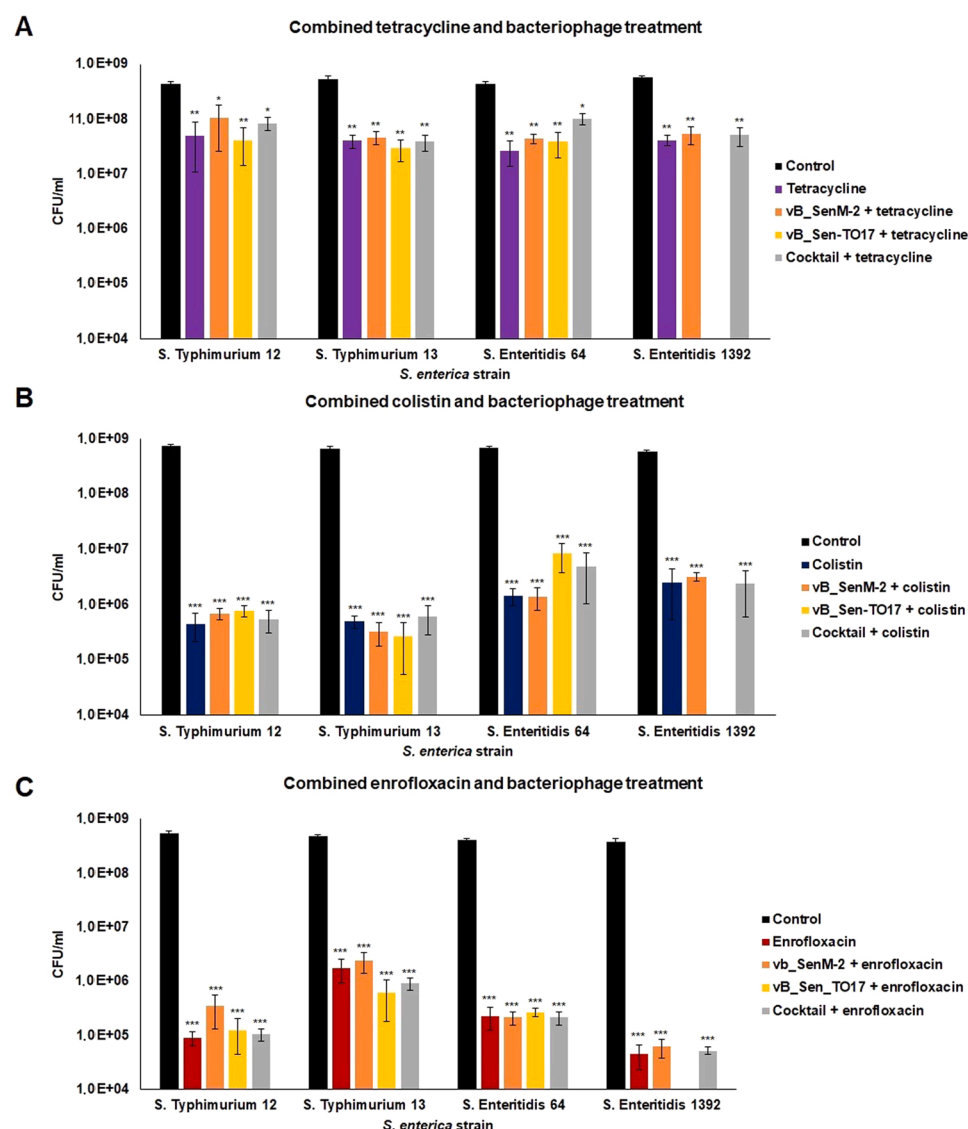 A
Combined tetracycline and bacteriophage treatment
1.0E+09
11.0E+08
1.0E+07
1.0E+06
1.0E+05
1.0E+04
CFU/ml
* ** ** * **
** ** ** ** ** ** ** ** ** **
S. Typhimurium 12 S. Typhimurium 13 S. Enteritidis 64 S. Enteritidis 1392
S. enterica strain
Control
Tetracycline
vB_SenM-2 + tetracycline
vB_Sen-TO17 + tetracycline
Cocktail + tetracycline
B
Combined colistin and bacteriophage treatment
1.0E+09
1.0E+08
1.0E+07
1.0E+06
1.0E+05
1.0E+04
CFU/ml
*** *** *** *** *** *** *** *** *** *** *** *** *** *** ***
S. Typhimurium 12 S. Typhimurium 13 S. Enteritidis 64 S. Enteritidis 1392
S. enterica strain
Control
Colistin
vB_SenM-2 + colistin
vB_Sen-TO17 + colistin
Cocktail + colistin
C
Combined enrofloxacin and bacteriophage treatment
1.0E+09
1.0E+08
1.0E+07
1.0E+06
1.0E+05
1.0E+04
CFU/ml
*** *** *** *** *** *** *** *** *** *** *** *** *** *** ***
S. Typhimurium 12 S. Typhimurium 13 S. Enteritidis 64 S. Enteritidis 1392
S. enterica strain
Control
Enrofloxacin
vb_SenM-2 + enrofloxacin
vB_Sen_TO17 + enrofloxacin
Cocktail + enrofloxacin